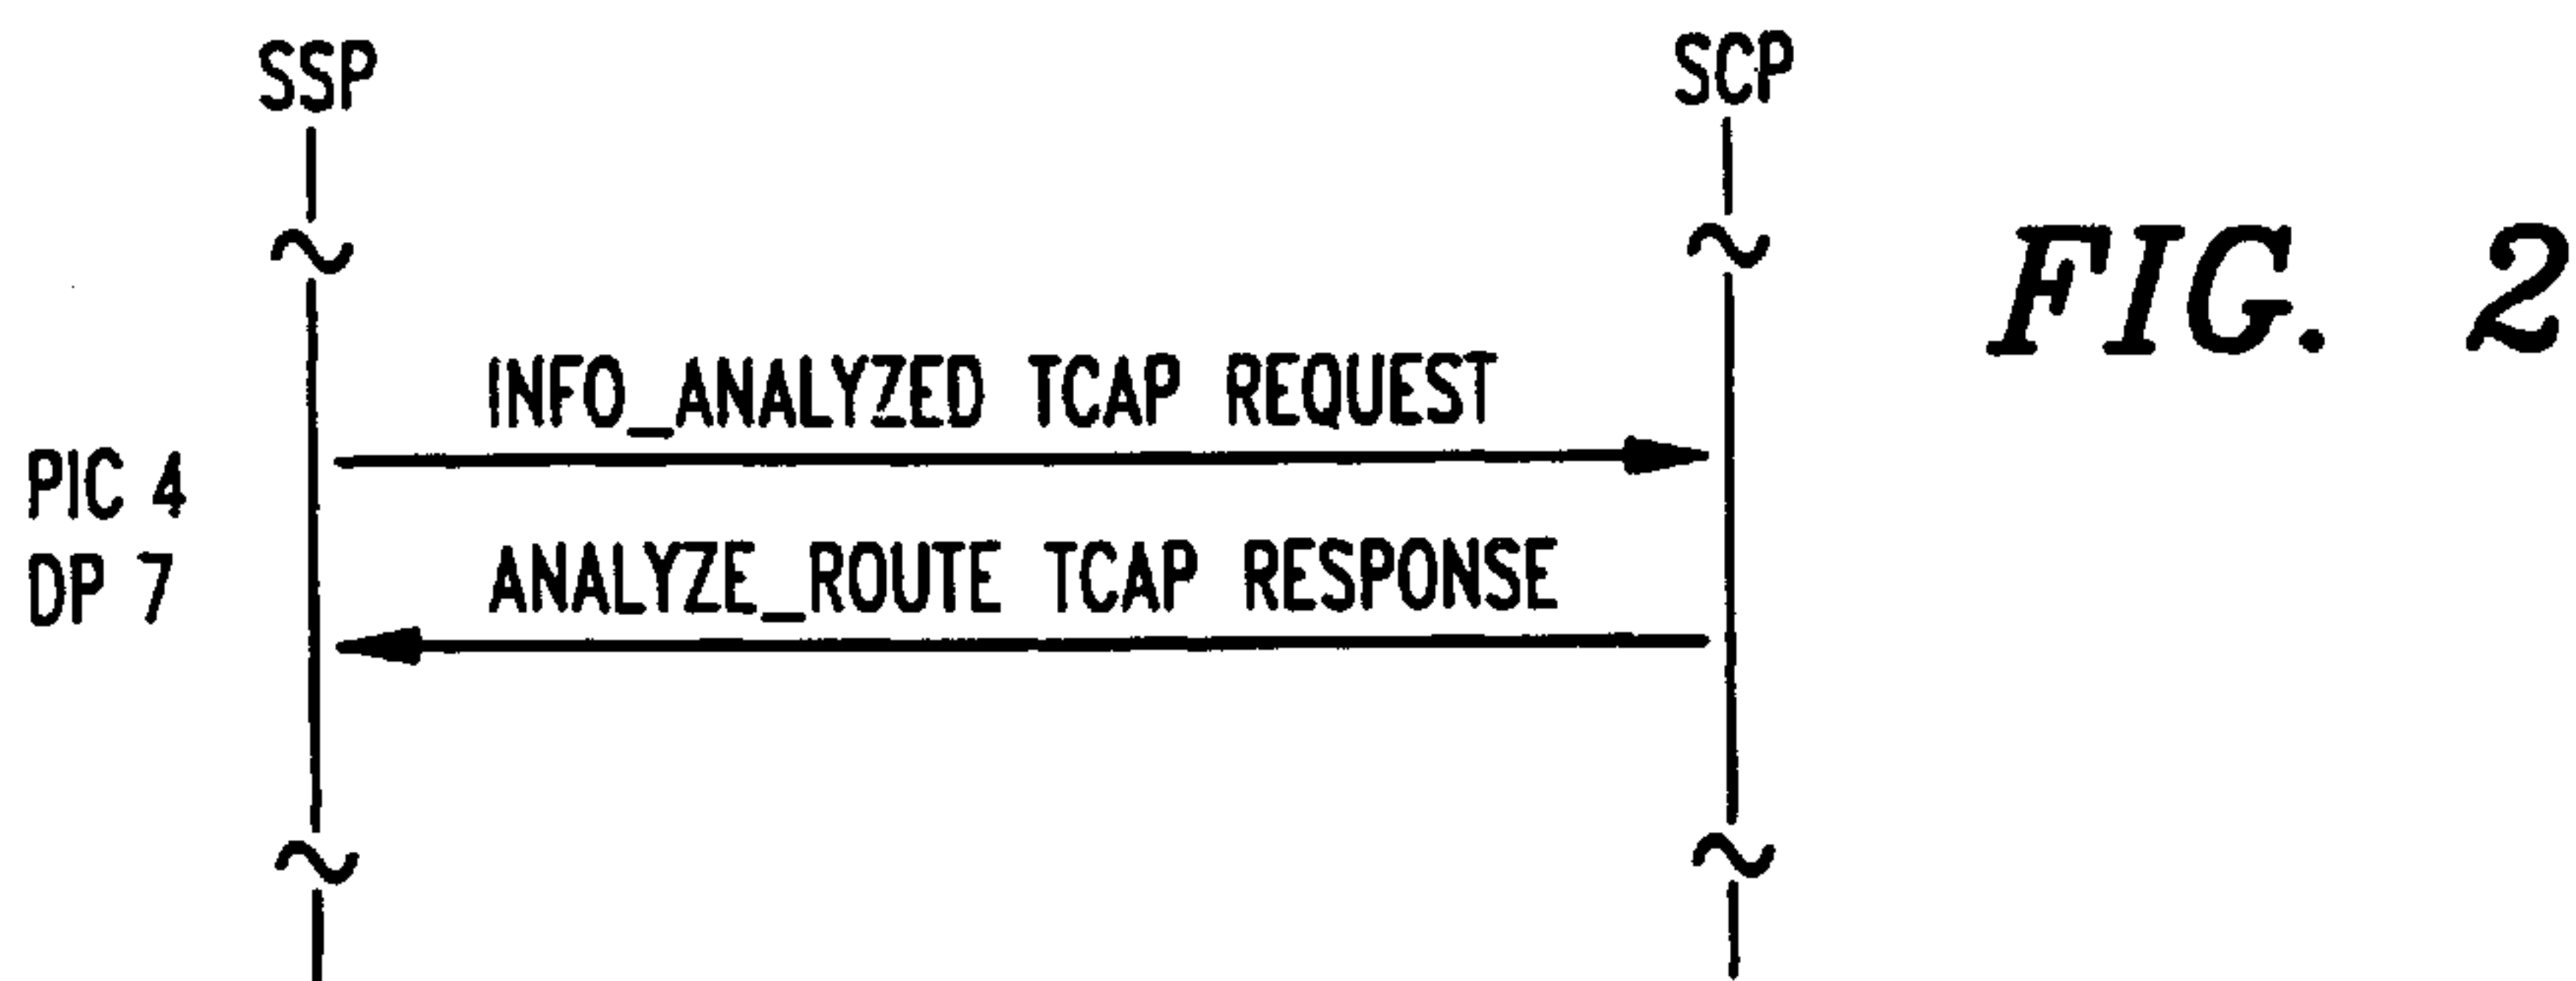 SSP
SCP
FIG. 2
INFO_ANALYZED TCAP REQUEST
PIC 4
DP 7
ANALYZE_ROUTE TCAP RESPONSE